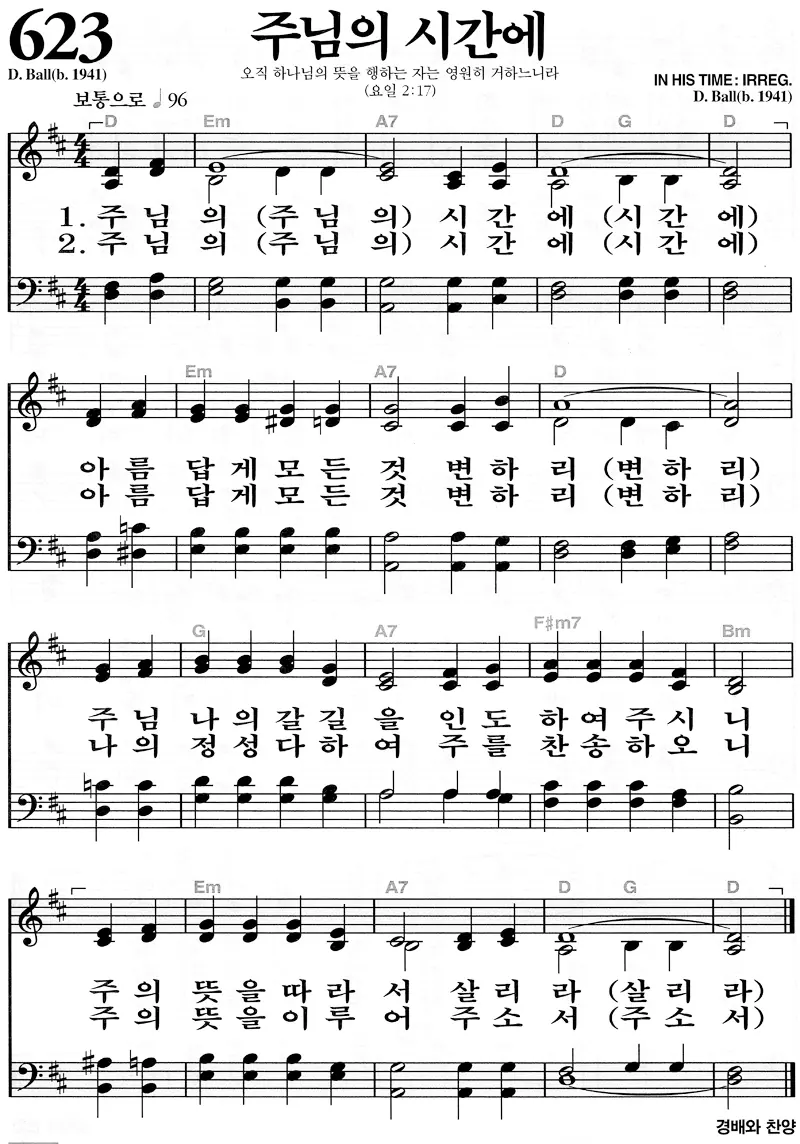 623
주님의 시간에
D. Ball(b. 1941)
오직 하나님의 뜻을 행하는 자는 영원히 거하느니라
(요일 2:17)
IN HIS TIME: IRREG.
D. Ball(b. 1941)
보통으로 ♩96
D Em A7 D G D
4 4
1. 주 님 의 (주 님 의) 시 간 에 (시 간 에)
2. 주 님 의 (주 님 의) 시 간 에 (시 간 에)
4 4
Em A7 D
아 름 답 게 모 든 것 변 하 리 (변 하 리)
아 름 답 게 모 든 것 변 하 리 (변 하 리)
G A7 F#m7 Bm
주 님 나 의 갈 길 을 인 도 하 여 주 시 니
나 의 정 성 다 하 여 주 를 찬 송 하 오 니
Em A7 D G D
주 의 뜻 을 따 라 서 살 리 라 (살 리 라)
주 의 뜻 을 이 루 어 주 소 서 (주 소 서)
경배와 찬양